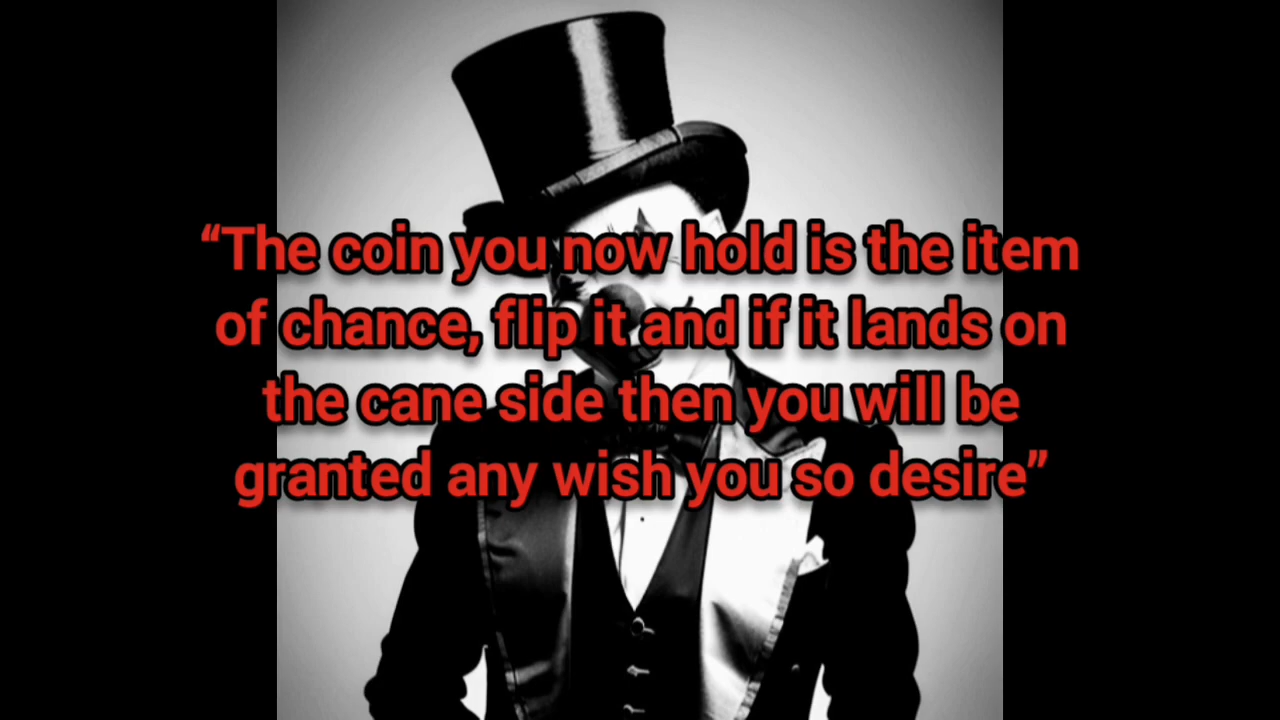 “The coin you now hold is the item
of chance, flip it and if it lands on
the cane side then you will be
granted any wish you so desire”